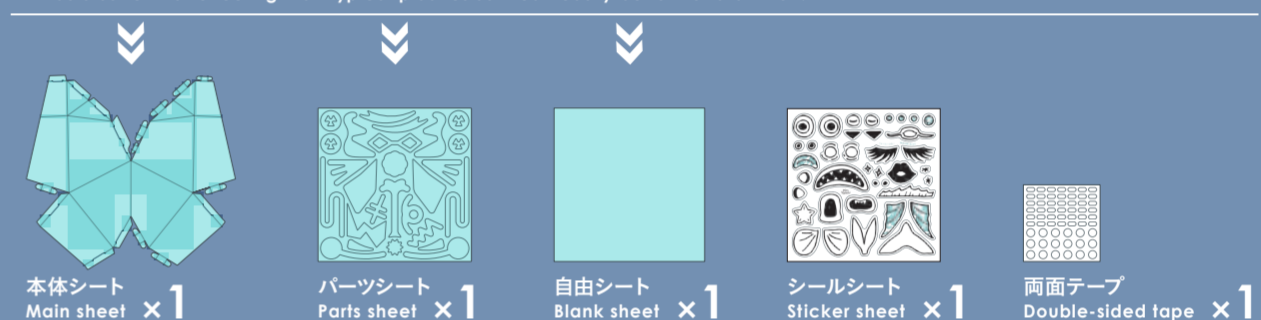 本体シート
Main sheet ×1
パーツシート
Parts sheet ×1
自由シート
Blank sheet ×1
シールシート
Sticker sheet ×1
両面テープ
Double-sided tape ×1